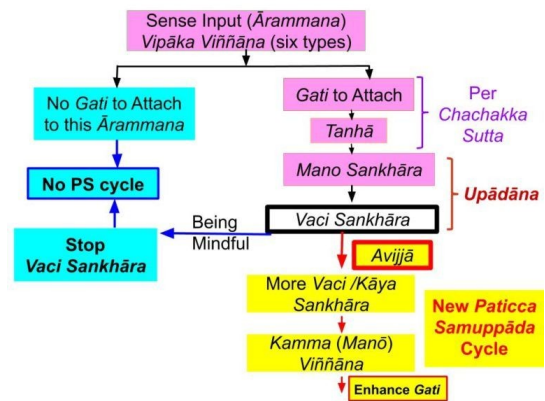 Sense Input (Ārammana)
Vipāka Viññāna (six types)
No Gati to Attach
to this Ārammana
Gati to Attach
Tanhā
Per
Chachakka
Sutta
No PS cycle
Mano Sankhāra
Upādāna
Vaci Sankhāra
Being
Mindful
Stop
Vaci Sankhāra
Avijjā
More Vaci /Kāya
Sankhāra
New Paticca
Samuppāda
Cycle
Kamma (Manō)
Viññāna
Enhance Gati